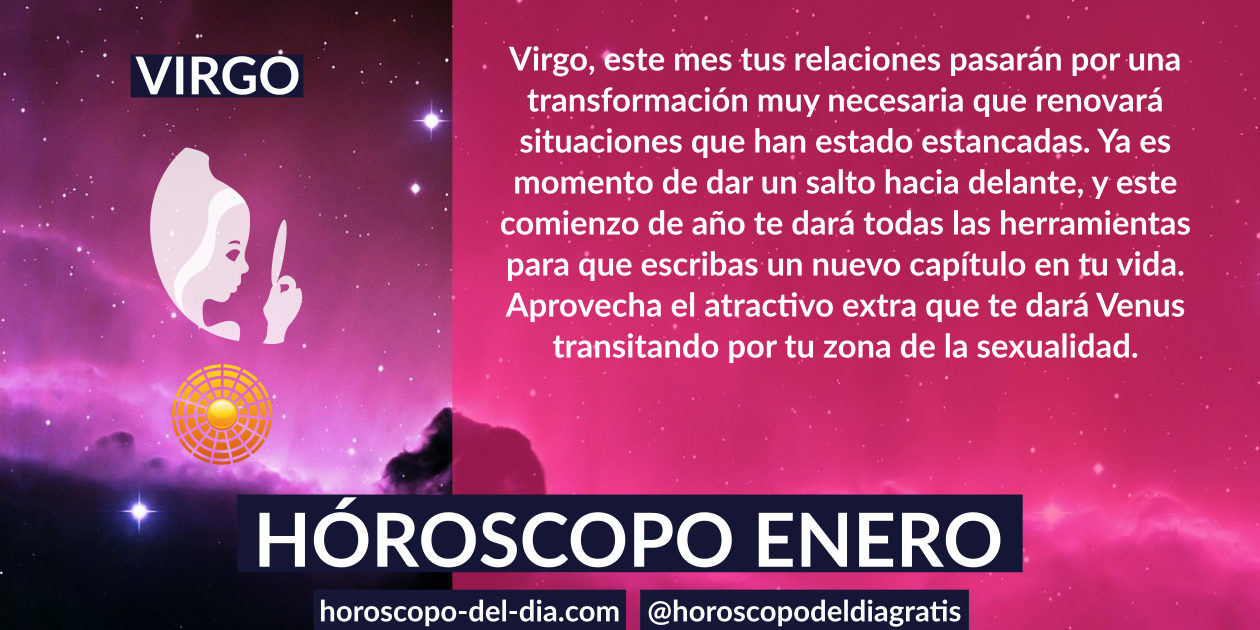 VIRGO
Virgo, este mes tus relaciones pasarán por una
transformación muy necesaria que renovará
situaciones que han estado estancadas. Ya es
momento de dar un salto hacia delante, y este
comienzo de año te dará todas las herramientas
para que escribas un nuevo capítulo en tu vida.
Aprovecha el atractivo extra que te dará Venus
transitando por tu zona de la sexualidad.
HÓROSCOPO ENERO
horoscopo-del-dia.com @horoscopodeldiagratis